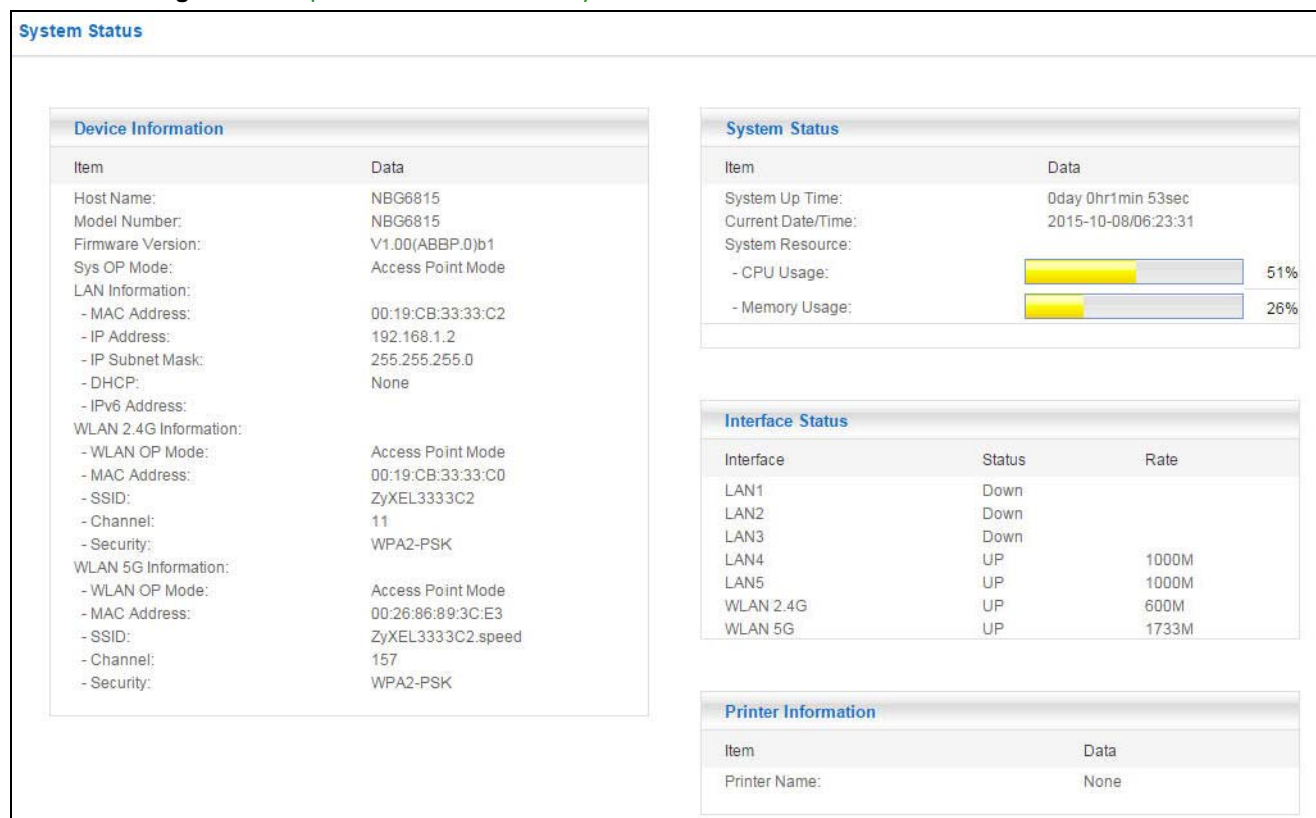 System Status
Device Information
Item Data
Host Name: NBG6815
Model Number: NBG6815
Firmware Version: V1.00(ABBP.0)b1
Sys OP Mode: Access Point Mode
LAN Information:
- MAC Address: 00:19:CB:33:33:C2
- IP Address: 192.168.1.2
- IP Subnet Mask: 255.255.255.0
- DHCP: None
- IPv6 Address:
WLAN 2.4G Information:
- WLAN OP Mode: Access Point Mode
- MAC Address: 00:19:CB:33:33:C0
- SSID: ZyXEL3333C2
- Channel: 11
- Security: WPA2-PSK
WLAN 5G Information:
- WLAN OP Mode: Access Point Mode
- MAC Address: 00:26:86:89:3C:E3
- SSID: ZyXEL3333C2.speed
- Channel: 157
- Security: WPA2-PSK
System Status
Item Data
System Up Time: 0day 0hr1min 53sec
Current Date/Time: 2015-10-08/06:23:31
System Resource:
- CPU Usage: 51%
- Memory Usage: 26%
Interface Status
Interface Status Rate
LAN1 Down
LAN2 Down
LAN3 Down
LAN4 UP 1000M
LAN5 UP 1000M
WLAN 2.4G UP 600M
WLAN 5G UP 1733M
Printer Information
Item Data
Printer Name: None